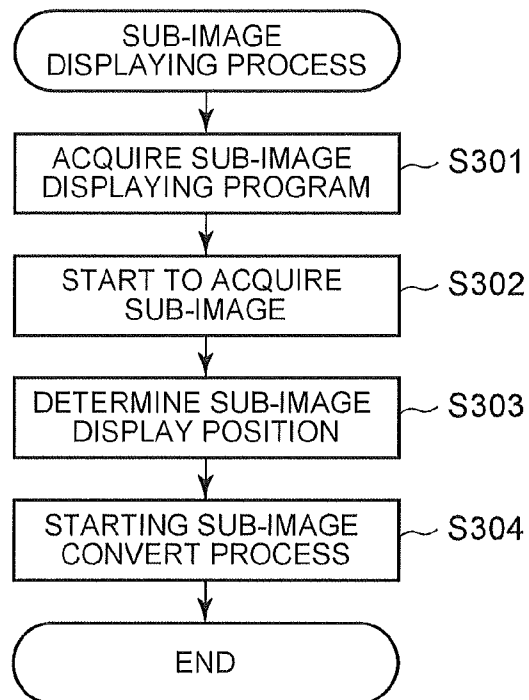 SUB-IMAGE
DISPLAYING PROCESS
ACQUIRE SUB-IMAGE
DISPLAYING PROGRAM
S301
START TO ACQUIRE
SUB-IMAGE
S302
DETERMINE SUB-IMAGE
DISPLAY POSITION
S303
STARTING SUB-IMAGE
CONVERT PROCESS
S304
END